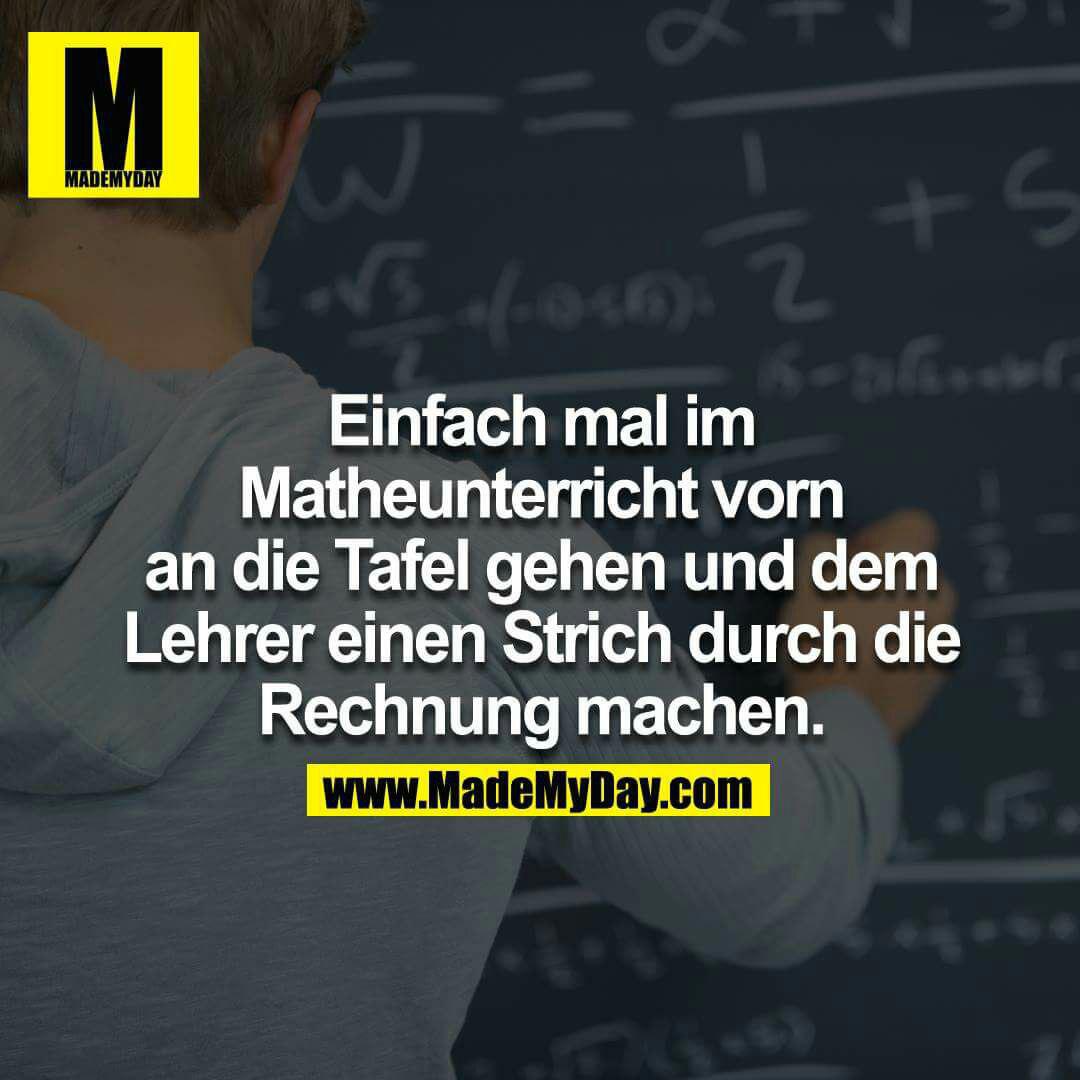 M
MADEMYDAY
Einfach mal im
Matheunterricht vorn
an die Tafel gehen und dem
Lehrer einen Strich durch die
Rechnung machen.
www.MadeMyDay.com